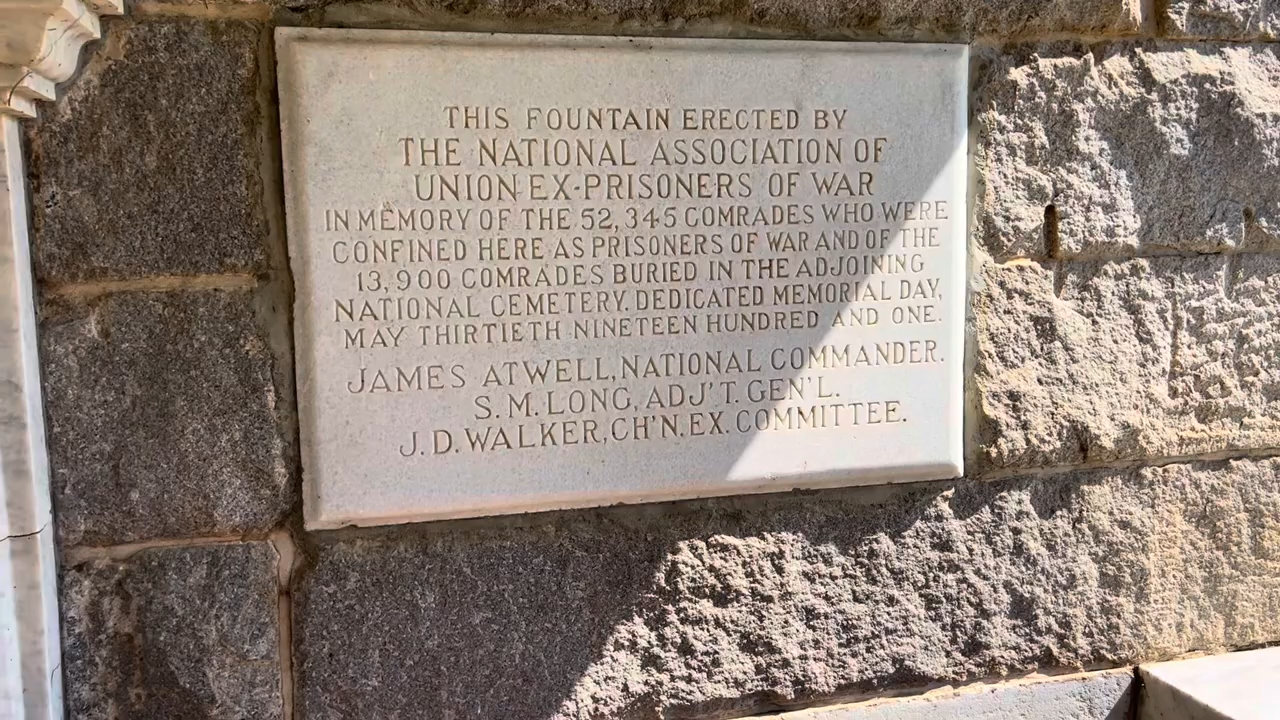 THIS FOUNTAIN ERECTED BY
THE NATIONAL ASSOCIATION OF
UNION EX-PRISONERS OF WAR
IN MEMORY OF THE 52,345 COMRADES WHO WERE
CONFINED HERE AS PRISONERS OF WAR AND OF THE
13,900 COMRADES BURIED IN THE ADJOINING
NATIONAL CEMETERY. DEDICATED MEMORIAL DAY,
MAY THIRTIETH NINETEEN HUNDRED AND ONE.
JAMES ATWELL, NATIONAL COMMANDER.
S. M. LONG, ADJ'T. GEN'L.
J. D. WALKER, CH'N. EX. COMMITTEE.